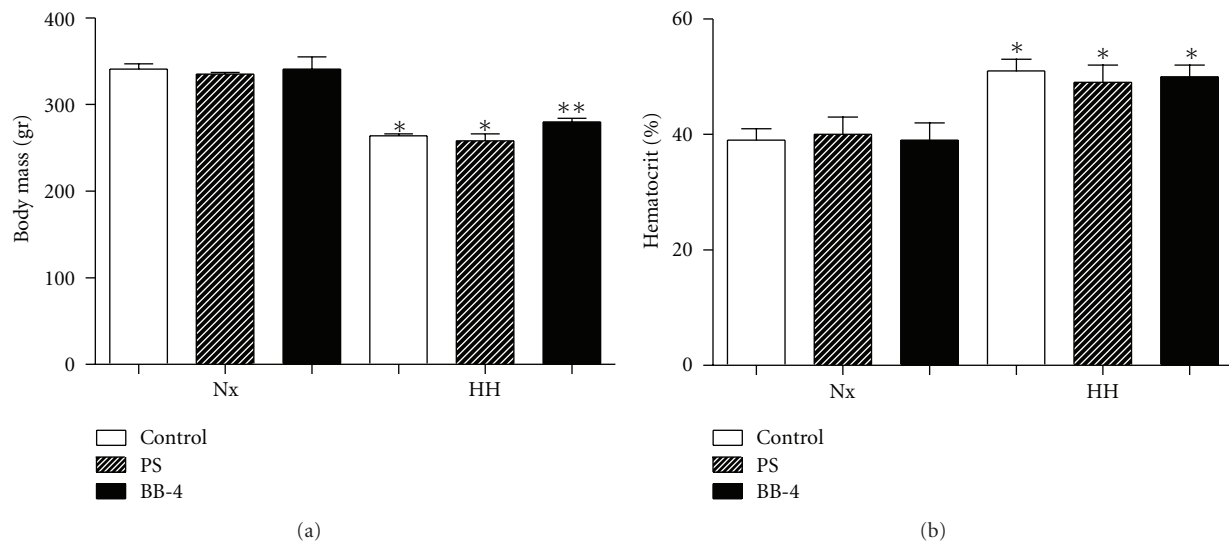 400
300
200
100
0
Body mass (gr)
*
*
**
Nx
HH
Control
PS
BB-4
(a)
60
40
20
0
Hematocrit (%)
*
*
*
Nx
HH
Control
PS
BB-4
(b)